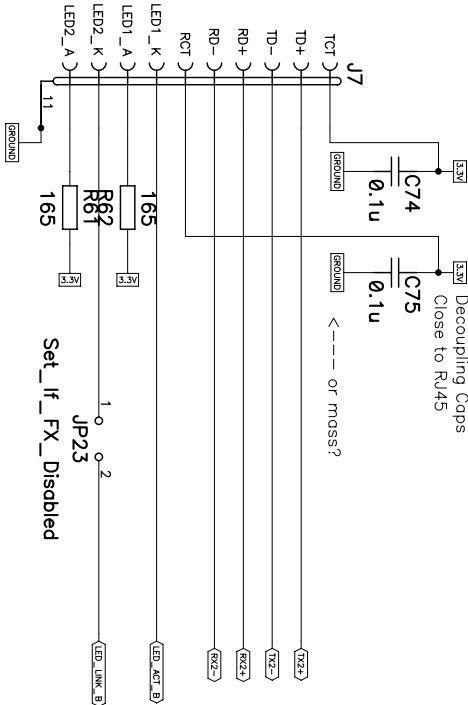 3.3V
3.3V
Decoupling Caps
Close to RJ45
C74
0.1u
C75
0.1u
GROUND
GROUND
<--- or mass?
J7
TCT
TD+
TX2+
TD-
TX2-
RD+
RX2+
RD-
RX2-
RCT
LED1_K
LED_ACT_B
LED1_A
165
R62
3.3V
LED2_K
1
2
JP23
LED_LINK_B
LED2_A
R61
165
3.3V
Set_If_FX_Disabled
11
GROUND